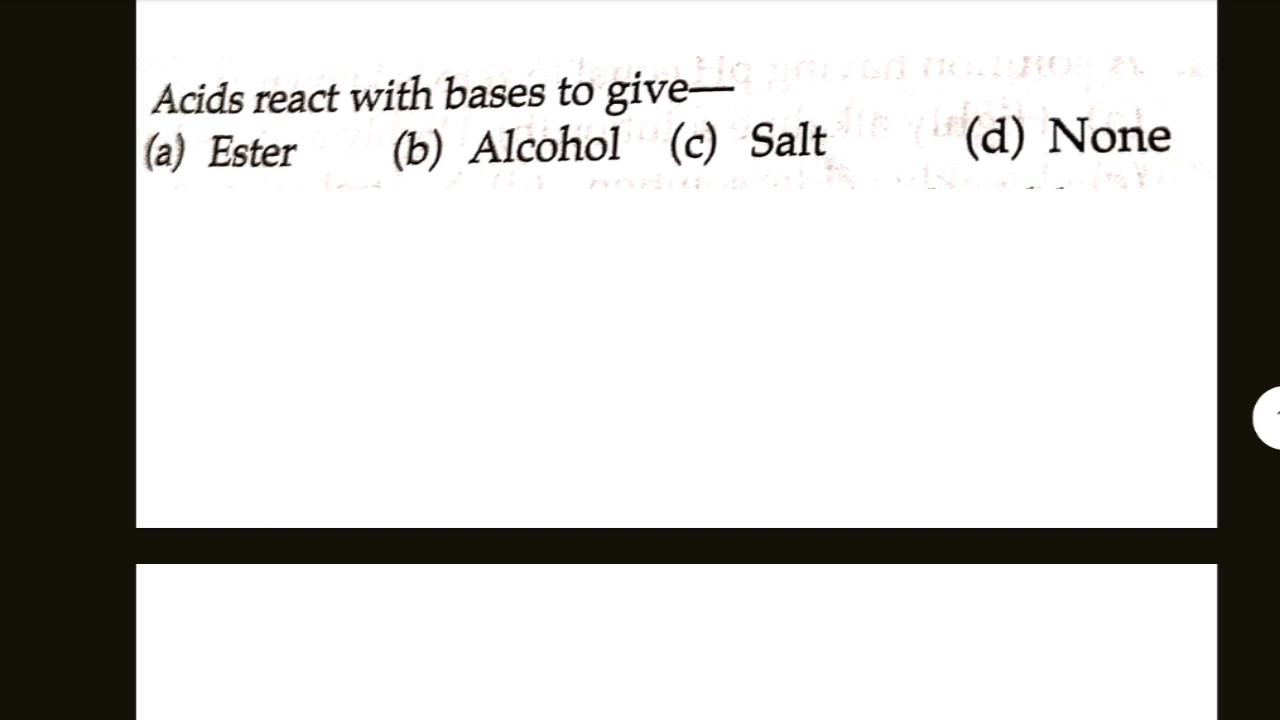 Acids react with bases to give—
(a) Ester (b) Alcohol (c) Salt (d) None